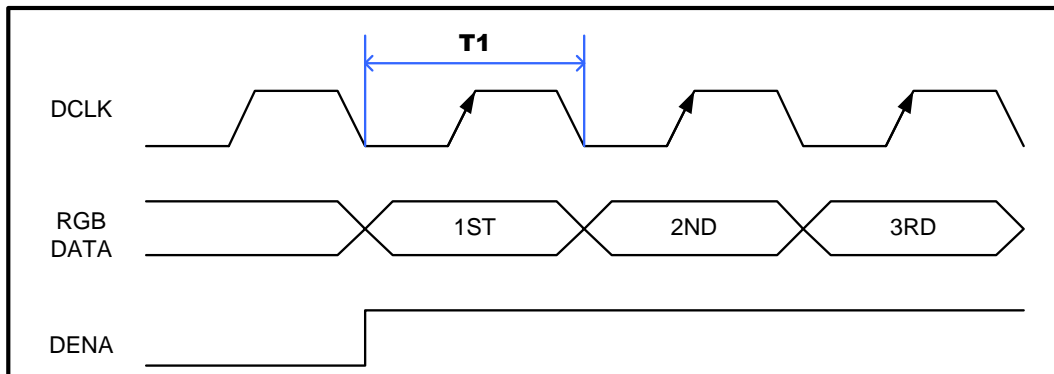 T1
DCLK
RGB
DATA
1ST 2ND 3RD
DENA